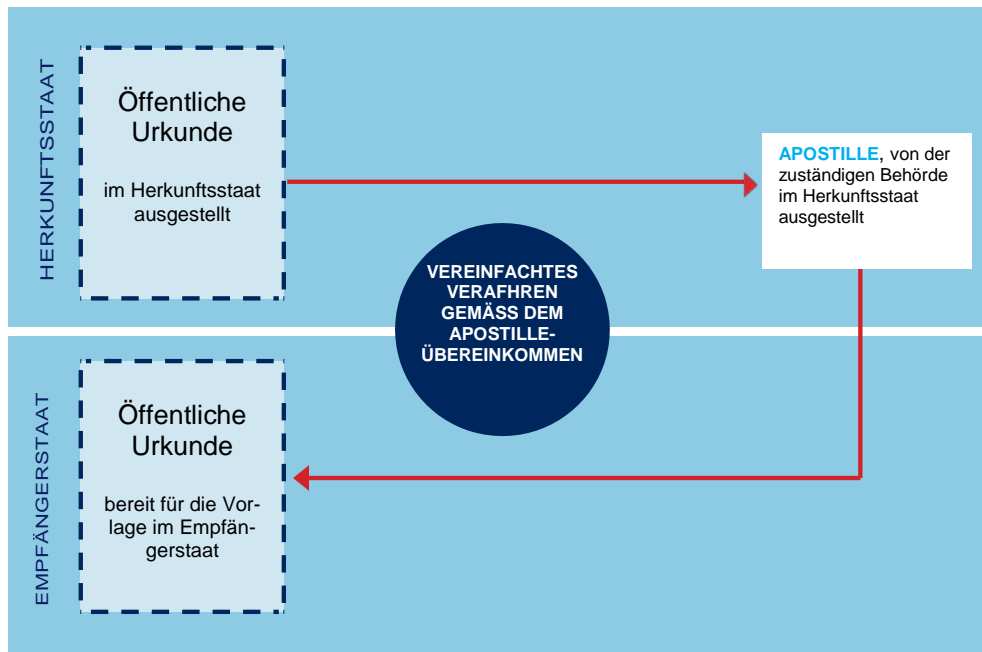 HERKUNFTSSTAAT
Öffentliche
Urkunde
im Herkunftsstaat
ausgestellt
APOSTILLE, von der
zuständigen Behörde
im Herkunftsstaat
ausgestellt
VEREINFACHTES
VERAFHREN
GEMÄSS DEM
APOSTILLE-
ÜBEREINKOMMEN
EMPFÄNGERSTAAT
Öffentliche
Urkunde
bereit für die Vor-
lage im Empfän-
gerstaat